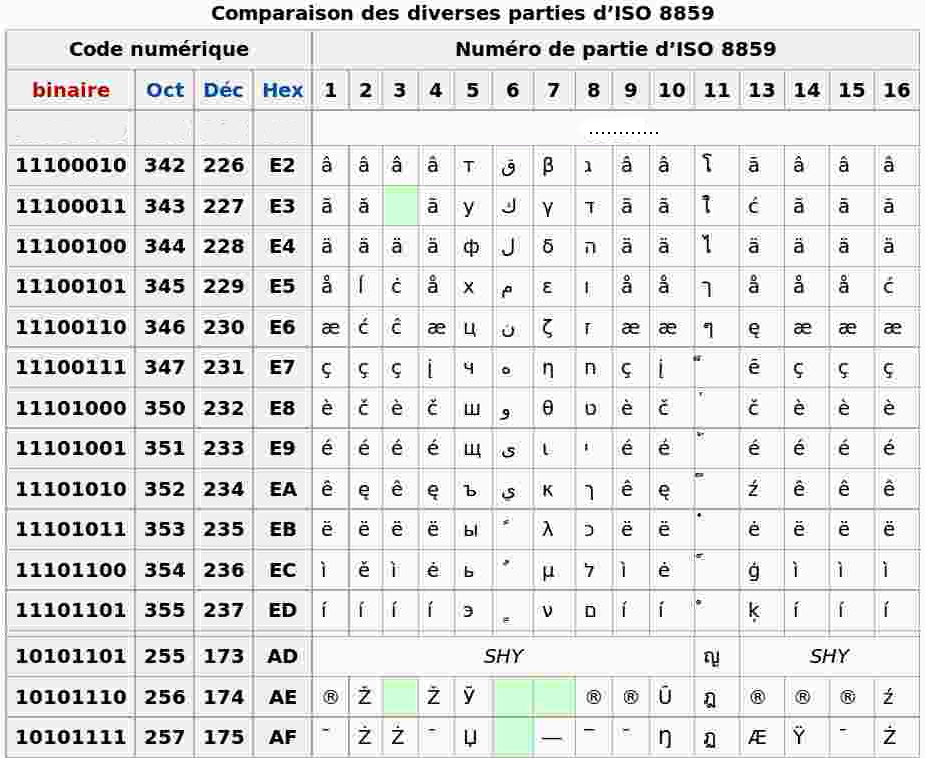 Comparaison des diverses parties d’ISO 8859
Code numérique Numéro de partie d’ISO 8859
binaire Oct Déc Hex 1 2 3 4 5 6 7 8 9 10 11 13 14 15 16
............
11100010 342 226 E2 â â â â т ق β ג â â โ ā â â â
11100011 343 227 E3 ã ă ã у ك γ ד ã ã ใ ć ã ã ă
11100100 344 228 E4 ä ä ä ä ф ل δ ה ä ä ไ ä ä ä ä
11100101 345 229 E5 å ĺ ċ å х م ε ו å å ๅ å å å ć
11100110 346 230 E6 æ ć ĉ æ ц ن ζ ז æ æ ๆ ę æ æ æ
11100111 347 231 E7 ç ç ç į ч ه η ח ç į ็ ē ç ç ç
11101000 350 232 E8 è č è č ш و θ ט è č ่ č è è è
11101001 351 233 E9 é é é é щ ى ι י é é ้ é é é é
11101010 352 234 EA ê ę ê ę ъ ي κ ך ê ę ๊ ź ê ê ê
11101011 353 235 EB ë ë ë ë ы ً λ כ ë ë ๋ ė ë ë ë
11101100 354 236 EC ì ě ì ė ь ٌ μ ל ì ė ์ ģ ì ì ì
11101101 355 237 ED í í í í э ٍ ν ם í í ํ ķ í í í
10101101 255 173 AD SHY ญ SHY
10101110 256 174 AE ® Ž Ž Ў ® ® Ū ฎ ® ® ® ź
10101111 257 175 AF ¯ Ż Ż ¯ Џ ― ¯ ¯ Ŋ ฏ Æ Ÿ ¯ Ż